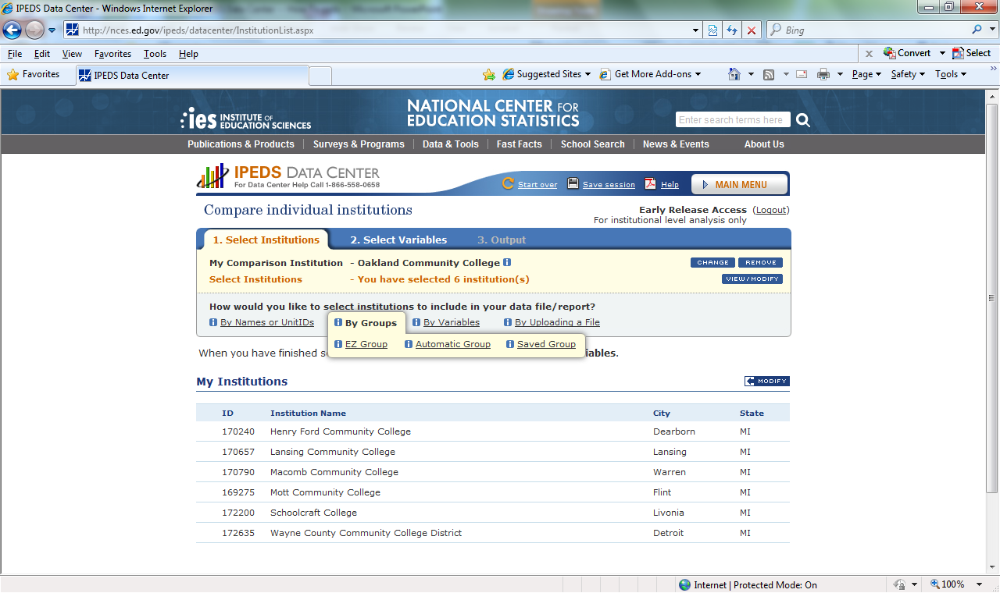 IPEDS Data Center - Windows Internet Explorer
http://nces.ed.gov/ipeds/datacenter/InstitutionList.aspx
Bing
File Edit View Favorites Tools Help
x Convert Select
Favorites
IPEDS Data Center
Suggested Sites Get More Add-ons
Page Safety Tools
ies INSTITUTE OF EDUCATION SCIENCES
NATIONAL CENTER FOR
EDUCATION STATISTICS
Enter search terms here
Publications & Products Surveys & Programs Data & Tools Fast Facts School Search News & Events About Us
IPEDS DATA CENTER
For Data Center Help Call 1-866-558-0658
Start over Save session Help MAIN MENU
Compare individual institutions
Early Release Access (Logout)
For institutional level analysis only
1. Select Institutions 2. Select Variables 3. Output
My Comparison Institution - Oakland Community College
CHANGE REMOVE
Select Institutions - You have selected 6 institution(s)
VIEW/MODIFY
How would you like to select institutions to include in your data file/report?
By Names or UnitIDs By Groups By Variables By Uploading a File
EZ Group Automatic Group Saved Group
When you have finished s iables.
My Institutions
MODIFY
ID Institution Name City State
170240 Henry Ford Community College Dearborn MI
170657 Lansing Community College Lansing MI
170790 Macomb Community College Warren MI
169275 Mott Community College Flint MI
172200 Schoolcraft College Livonia MI
172635 Wayne County Community College District Detroit MI
Internet | Protected Mode: On
100%